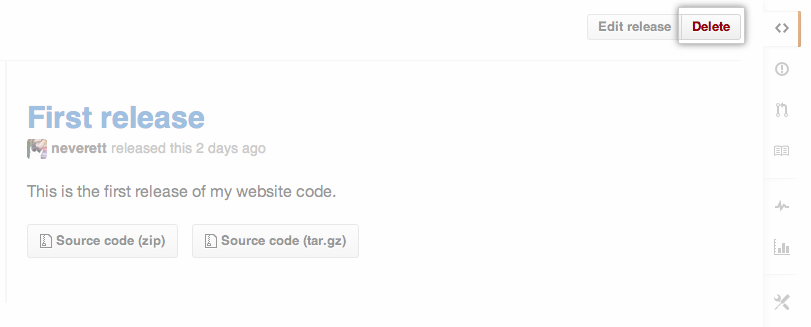 Edit release Delete
First release
neverett released this 2 days ago
This is the first release of my website code.
Source code (zip) Source code (tar.gz)